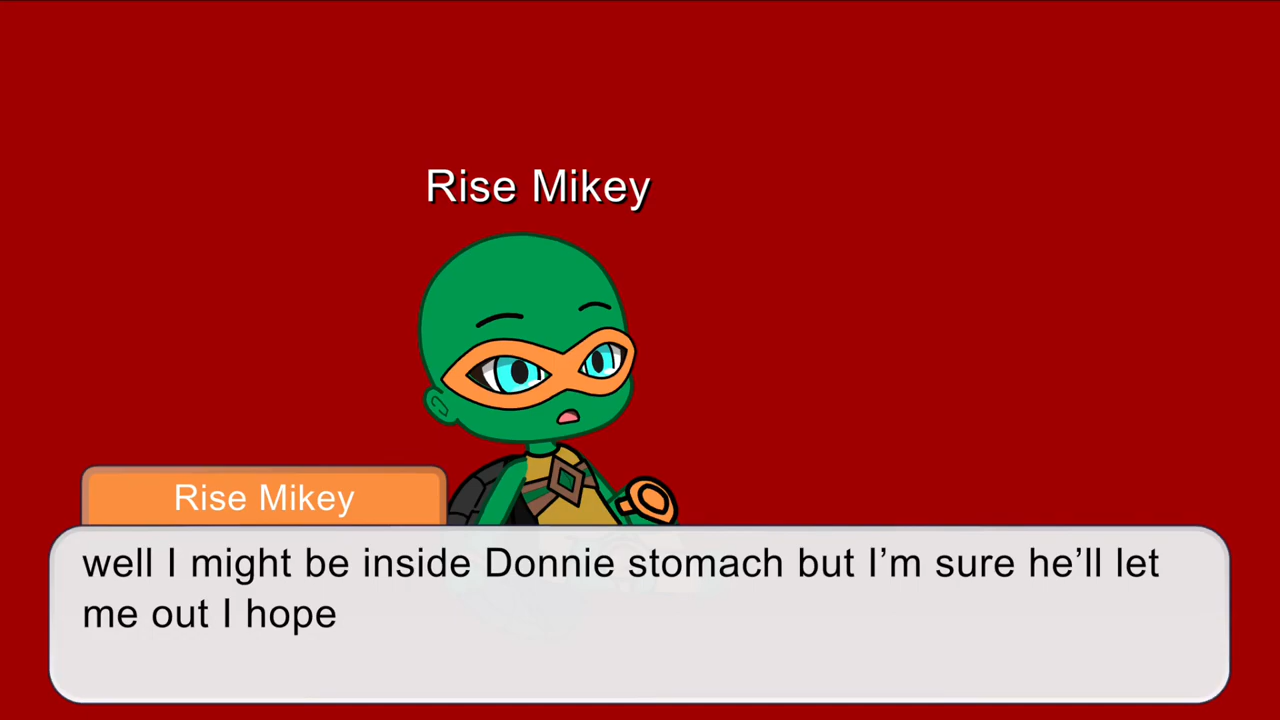 Rise Mikey
Rise Mikey
well I might be inside Donnie stomach but I’m sure he’ll let
me out I hope